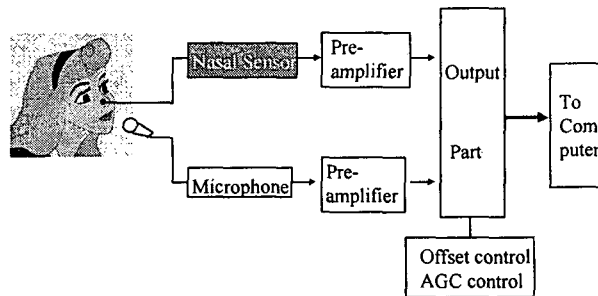 Nasal Sensor
Pre-
amplifier
Output
Part
To
Com
puter
Microphone
Pre-
amplifier
Offset control
AGC control